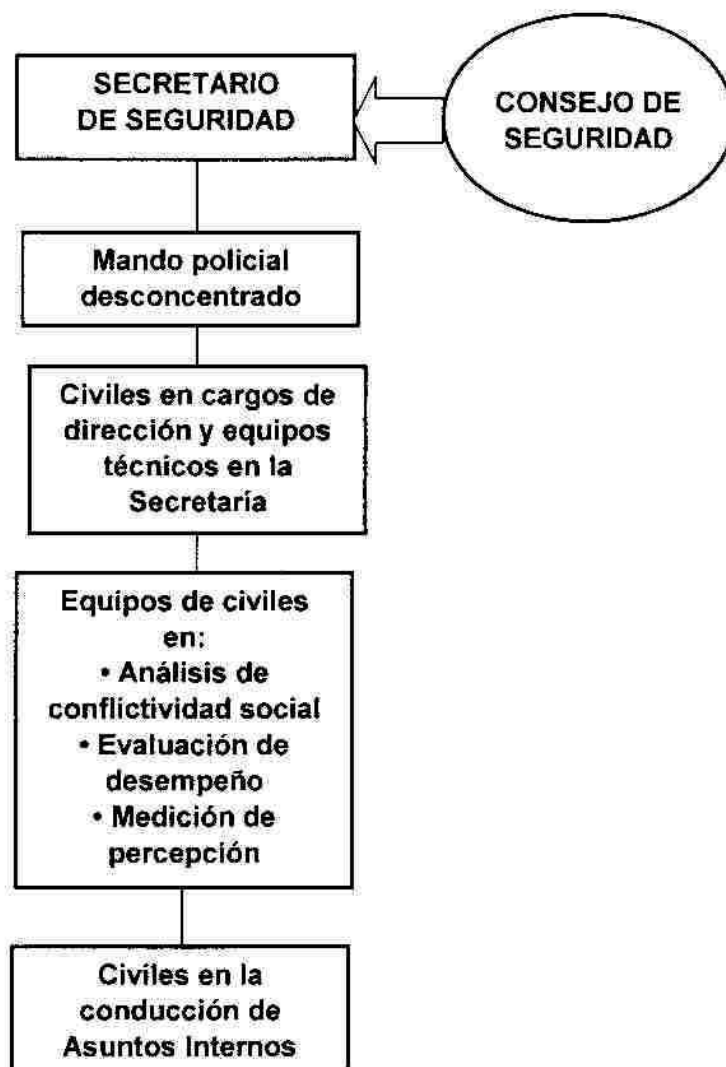 SECRETARIO
DE SEGURIDAD
CONSEJO DE
SEGURIDAD
Mando policial
desconcentrado
Civiles en cargos de
dirección y equipos
técnicos en la
Secretaría
Equipos de civiles
en:
• Análisis de
conflictividad social
• Evaluación de
desempeño
• Medición de
percepción
Civiles en la
conducción de
Asuntos Internos